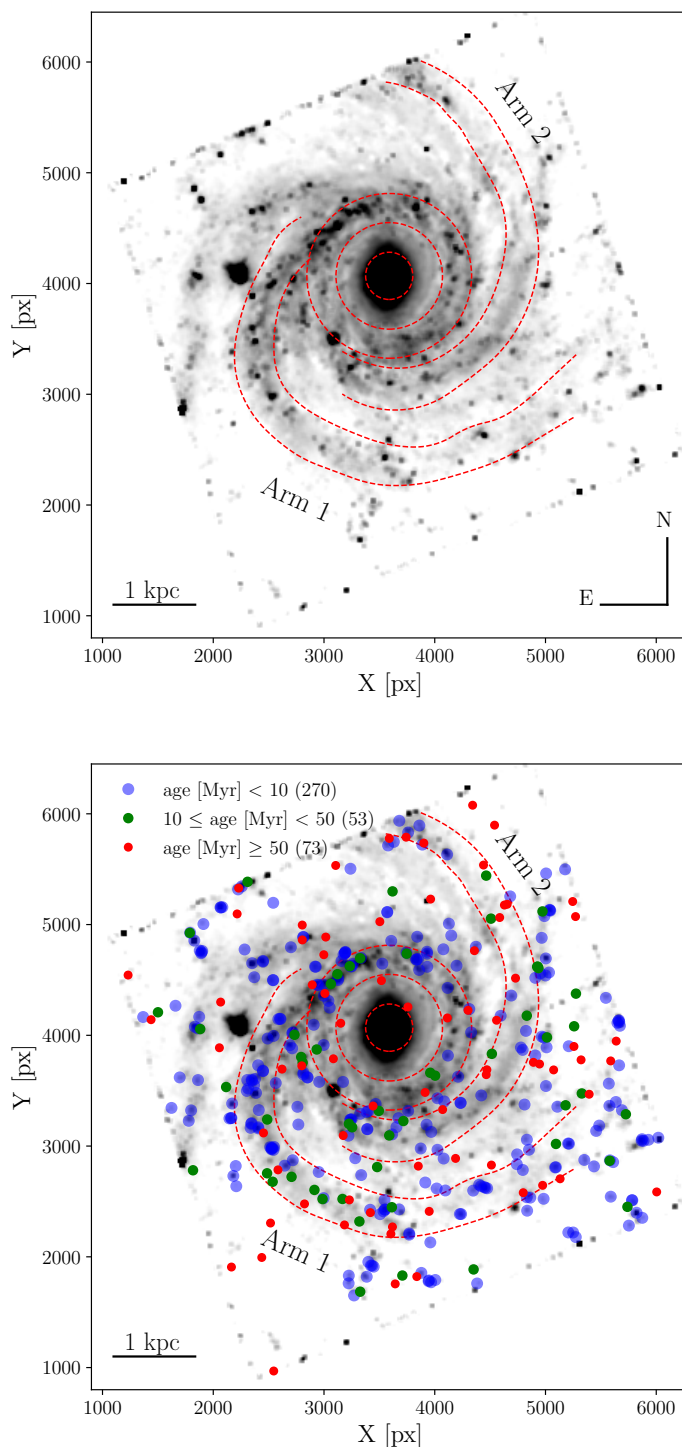 6000
5000
4000
3000
2000
1000
Y [px]
Arm 2
Arm 1
1 kpc
N
E
1000 2000 3000 4000 5000 6000
X [px]
age [Myr] < 10 (270)
10 ≤ age [Myr] < 50 (53)
age [Myr] ≥ 50 (73)
6000
5000
4000
3000
2000
1000
Y [px]
Arm 2
Arm 1
1 kpc
1000 2000 3000 4000 5000 6000
X [px]